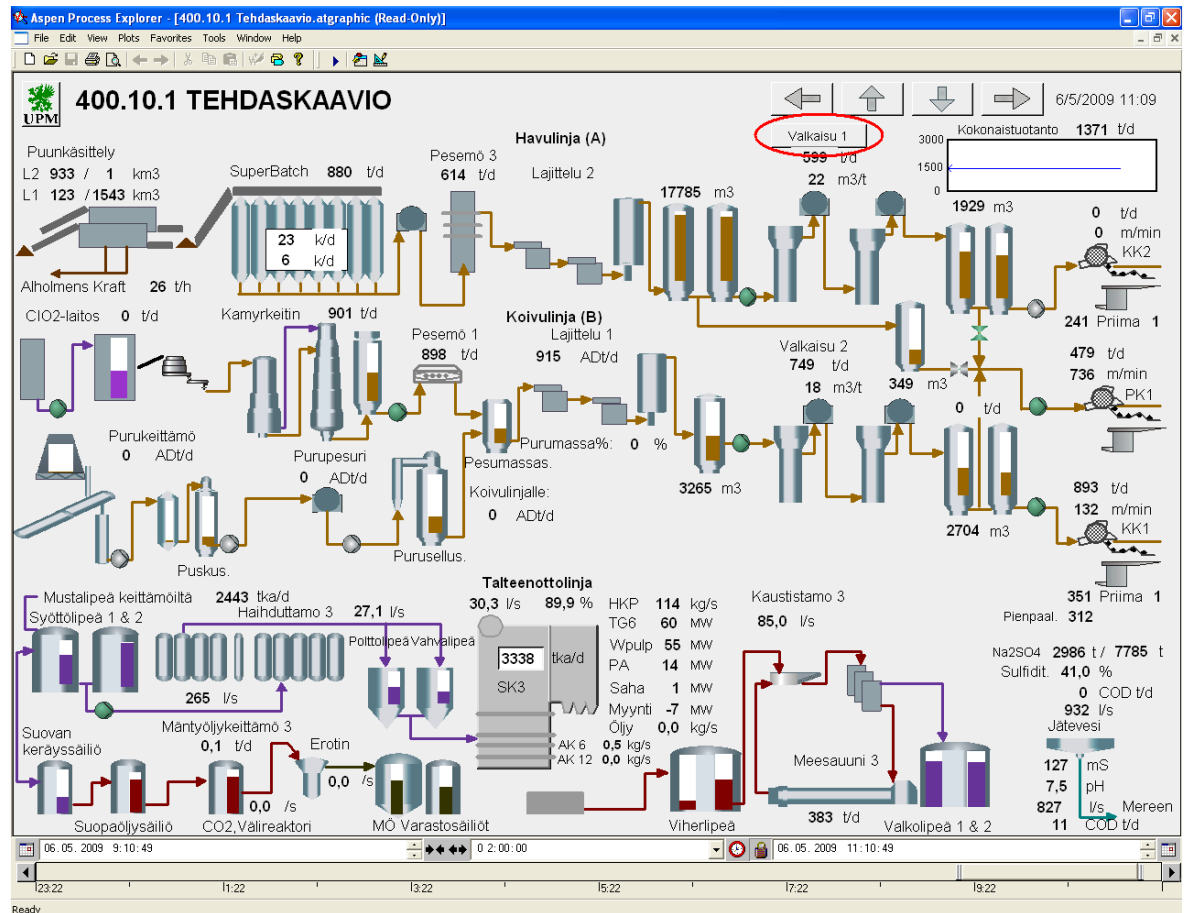 Aspen Process Explorer - [400.10.1 Tehdaskaavio.atgraphic (Read-Only)]
File Edit View Plots Favorites Tools Window Help
UPM
400.10.1 TEHDASKAAVIO
6/5/2009 11:09
Valkaisu 1
599 t/d
22 m3/t
Kokonaistuotanto 1371 t/d
3000
1500
0
Havulinja (A)
Puunkäsittely
L2 933 / 1 km3
L1 123 / 1543 km3
SuperBatch 880 t/d
23 k/d
6 k/d
Pesemö 3
614 t/d
Lajittelu 2
17785 m3
1929 m3
0 t/d
0 m/min
KK2
Alholmens Kraft 26 t/h
241 Priima 1
ClO2-laitos 0 t/d
Kamyrkeitin 901 t/d
Koivulinja (B)
Pesemö 1
898 t/d
Lajittelu 1
915 ADt/d
Valkaisu 2
749 t/d
18 m3/t
349 m3
0 t/d
479 t/d
736 m/min
PK1
Purukeittämö
0 ADt/d
Purupesuri
0 ADt/d
Pesumassas.
Purumassa%: 0 %
3265 m3
Koivulinjalle:
0 ADt/d
Puskus.
Purusellus.
2704 m3
893 t/d
132 m/min
KK1
351 Priima 1
Pienpaal. 312
Talteenottolinja
Mustalipeä keittämöiltä 2443 tka/d
Syöttölipeä 1 & 2
Haihduttamo 3 27,1 l/s
265 l/s
Polttolipeä Vahvalipeä
30,3 l/s 89,9 %
3338 tka/d
SK3
HKP 114 kg/s
TG6 60 MW
Wpulp 55 MW
PA 14 MW
Saha 1 MW
Myynti -7 MW
Öljy 0,0 kg/s
AK 6 0,5 kg/s
AK 12 0,0 kg/s
Kaustistamo 3
85,0 l/s
Na2SO4 2986 t / 7785 t
Sulfidit. 41,0 %
0 COD t/d
932 l/s
Jätevesi
127 mS
7,5 pH
827 l/s Mereen
11 COD t/d
Suovan
keräyssäiliö
Mäntyöljykeittämö 3
0,1 t/d
Erotin
0,0 /s
0,0 /s
Suopaöljysäiliö
CO2,Välireaktori
MÖ Varastosäiliöt
Viherlipeä
Meesauuni 3
383 t/d
Valkolipeä 1 & 2
06.05.2009 9:10:49
0 2:00:00
06.05.2009 11:10:49
23:22 1:22 3:22 5:22 7:22 9:22
Ready